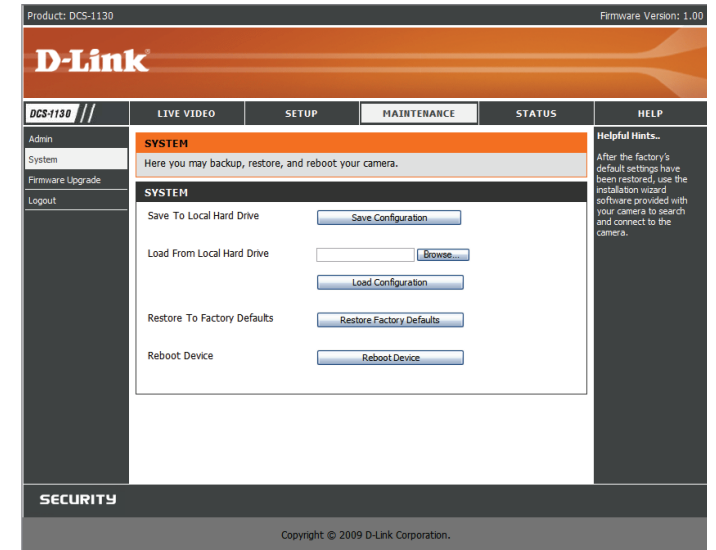 Product: DCS-1130
Firmware Version: 1.00
D-Link
DCS-1130 //
LIVE VIDEO
SETUP
MAINTENANCE
STATUS
HELP
Admin
System
Firmware Upgrade
Logout
SYSTEM
Here you may backup, restore, and reboot your camera.
SYSTEM
Save To Local Hard Drive
Save Configuration
Load From Local Hard Drive
Browse...
Load Configuration
Restore To Factory Defaults
Restore Factory Defaults
Reboot Device
Reboot Device
Helpful Hints..
After the factory's
default settings have
been restored, use the
installation wizard
software provided with
your camera to search
and connect to the
camera.
SECURITY
Copyright © 2009 D-Link Corporation.